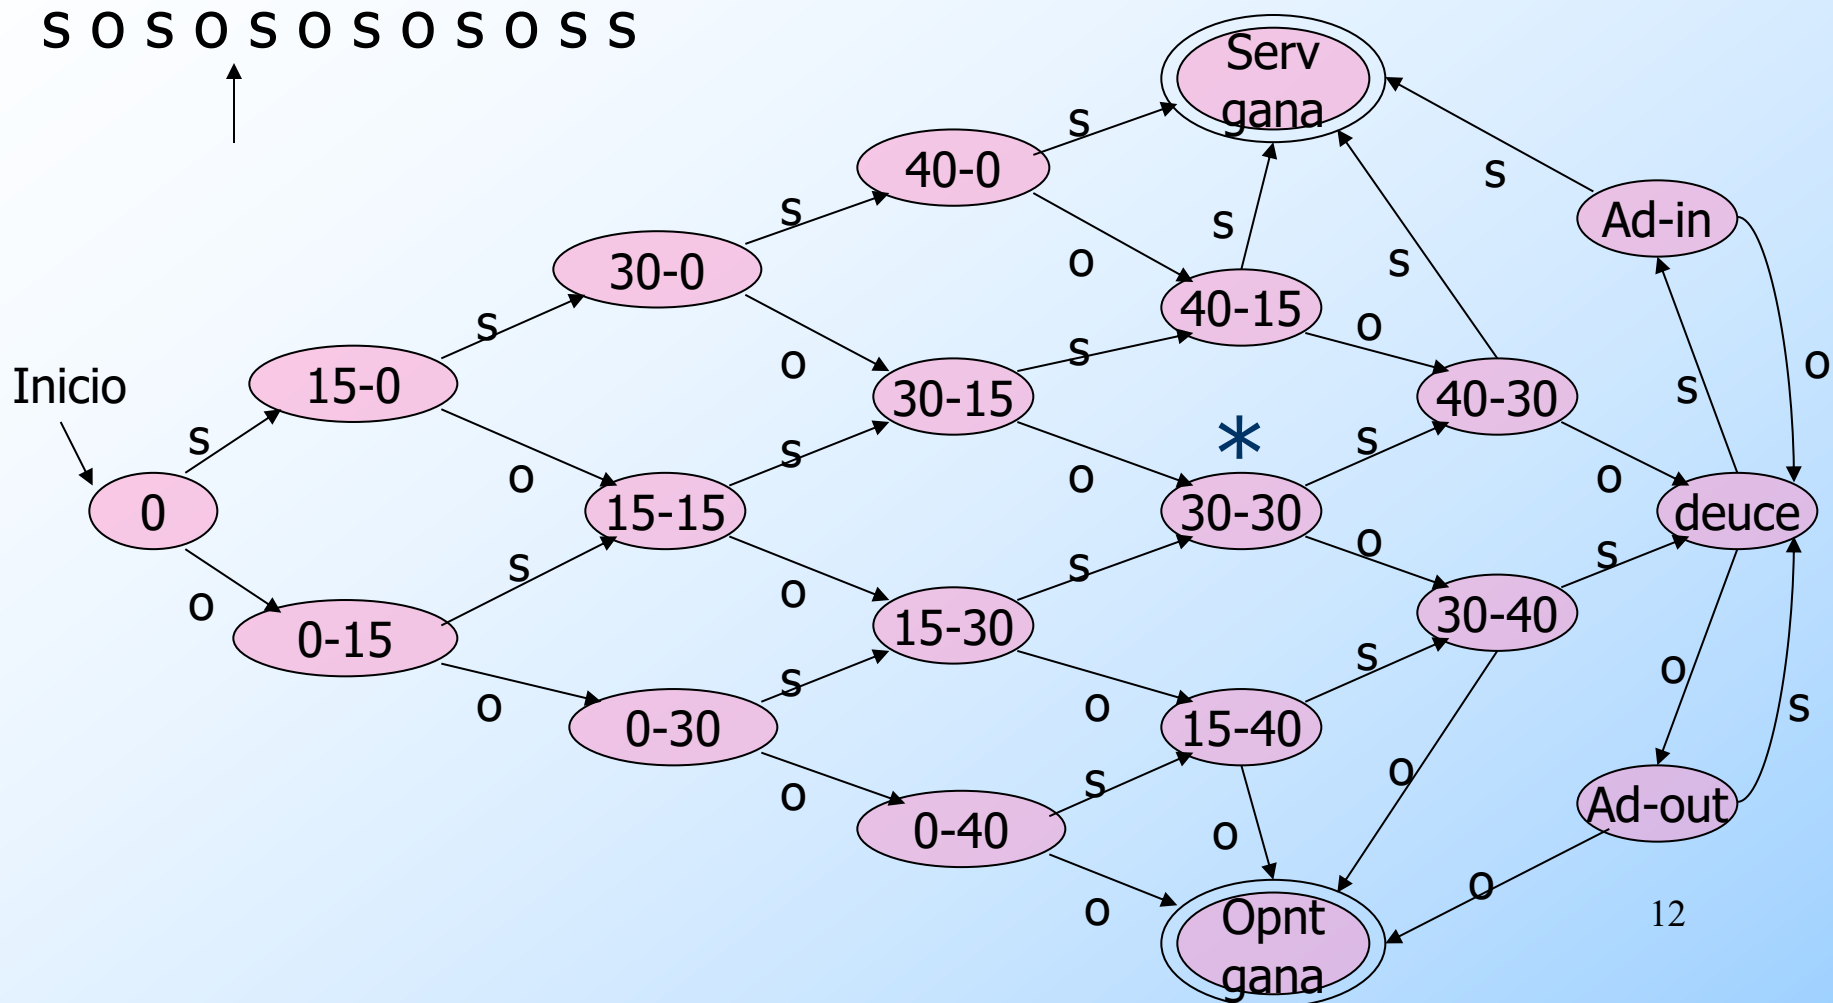 s o s o s o s o s o s s
Serv
gana
s
40-0
s
s
Ad-in
30-0
s
o
s
40-15
s
o
s
o
s
o
Inicio
15-0
30-15
40-30
s
s
*
s
s
o
o
o
o
0
15-15
30-30
deuce
s
s
o
s
o
o
0-15
15-30
30-40
s
s
o
o
o
s
0-30
15-40
s
o
o
o
0-40
Ad-out
o
o
o
Opnt
gana
12